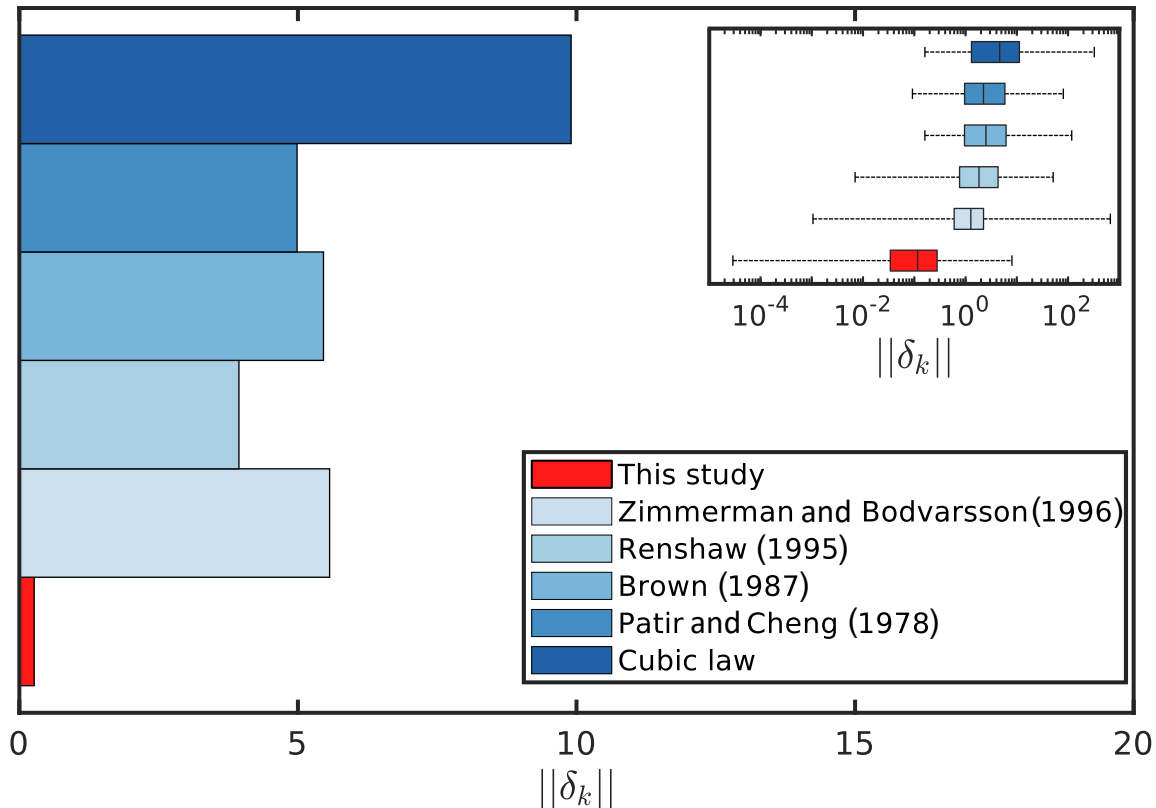 10^-4 10^-2 10^0 10^2
||δ_k||
This study
Zimmerman and Bodvarsson (1996)
Renshaw (1995)
Brown (1987)
Patir and Cheng (1978)
Cubic law
0 5 10 15 20
||δ_k||